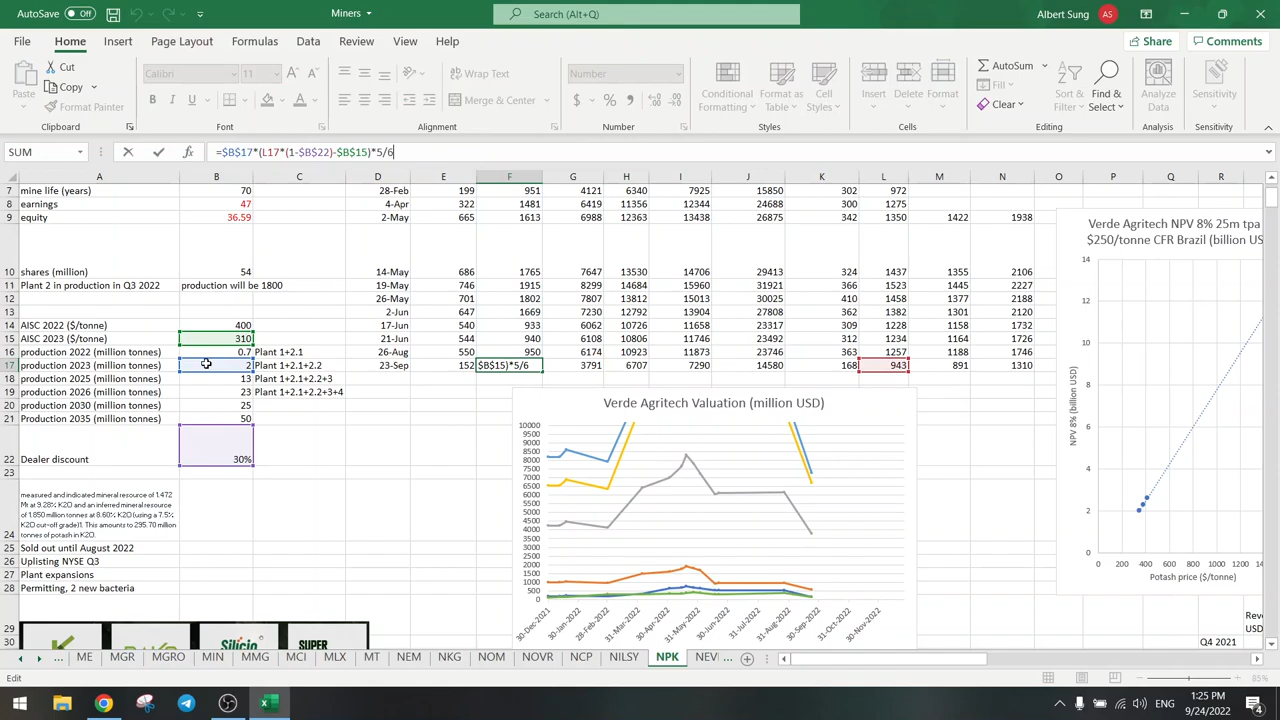 AutoSave Off Miners Search (Alt+Q) Albert Sung AS
File Home Insert Draw Page Layout Formulas Data Review View Help Share Comments
Cut
Copy
Format Painter
Paste
Clipboard
Calibri 11
B I U
Font
Wrap Text
Merge & Center
Alignment
Number
$ % 9
Number
Conditional Formatting
Format as Table
Cell Styles
Styles
Insert Delete Format
Cells
AutoSum
Fill
Clear
Sort & Filter
Find & Select
Editing
Analyze Data
Analysis
Sensitivity
Sensitivity
SUM fx =$B$17*(L17*(1-$B$22)-$B$15)*5/6
A B C D E F G H I J K L M N O P Q R
7 mine life (years) 70 28-Feb 199 951 4121 6340 7925 15850 302 972
8 earnings 47 4-Apr 322 1481 6419 11356 12344 24688 300 1275
9 equity 36.59 2-May 665 1613 6988 12363 13438 26875 342 1350 1422 1938
10 shares (million) 54 14-May 686 1765 7647 13530 14706 29413 324 1437 1355 2106
11 Plant 2 in production in Q3 2022 production will be 1800 19-May 746 1915 8299 14684 15960 31921 366 1523 1445 2227
12 26-May 701 1802 7807 13812 15013 30025 410 1458 1377 2188
13 2-Jun 647 1669 7230 12792 13904 27808 312 1382 1301 2120
14 AISC 2022 ($/tonne) 400 17-Jun 540 933 6062 10726 11658 23317 309 1228 1158 1732
15 AISC 2023 ($/tonne) 310 21-Jun 544 940 6108 10806 11746 23492 309 1234 1164 1740
16 production 2022 (million tonnes) 0.7 Plant 1+2.1 26-Aug 550 950 6174 10923 11873 23746 363 1257 1188 1746
17 production 2023 (million tonnes) 2 Plant 1+2.1+2.2 23-Sep 152 $B$15)*5/6 3791 6707 7290 14580 168 943 891 1310
18 production 2025 (million tonnes) 13 Plant 1+2.1+2.2+3
19 production 2026 (million tonnes) 23 Plant 1+2.1+2.2+3+4
20 production 2030 (million tonnes) 25
21 Production 2035 (million tonnes) 50
22 Dealer discount 30%
23
measured and indicated mineral resource of 1.472
Mt at 9.28% K2O and an inferred mineral resource
of 1.850 million tonnes at 8.60% K2O (using a 7.5%
K2O cut-off grade)1. This amounts to 295.70 million
24 tonnes of potash in K2O.
25 Sold out until August 2022
26 Uplisting NYSE Q3
27 Plant expansions
28 Permitting, 2 new bacteria
29
30
SUPER
Verde Agritech Valuation (million USD)
10000
9500
9000
8500
8000
7500
7000
6500
6000
5500
5000
4500
4000
3500
3000
2500
2000
1500
1000
500
0
30-Dec-2021
30-Jan-2022
28-Feb-2022
31-Mar-2022
30-Apr-2022
31-May-2022
30-Jun-2022
31-Jul-2022
31-Aug-2022
30-Sep-2022
31-Oct-2022
30-Nov-2022
Verde Agritech NPV 8% 25m tpa
$250/tonne CFR Brazil (billion US
NPV 8% (billion USD)
14
12
10
8
6
4
2
0
0 200 400 600 800 1000 12
Potash price ($/tonne)
Reve
USD
Q4 2021
... ME MGR MGRO MIN MMG MCI MLX MT NEM NKG NOM NOVR NCP NILSY NPK NEV ...
Edit 85%
ENG 1:25 PM
9/24/2022